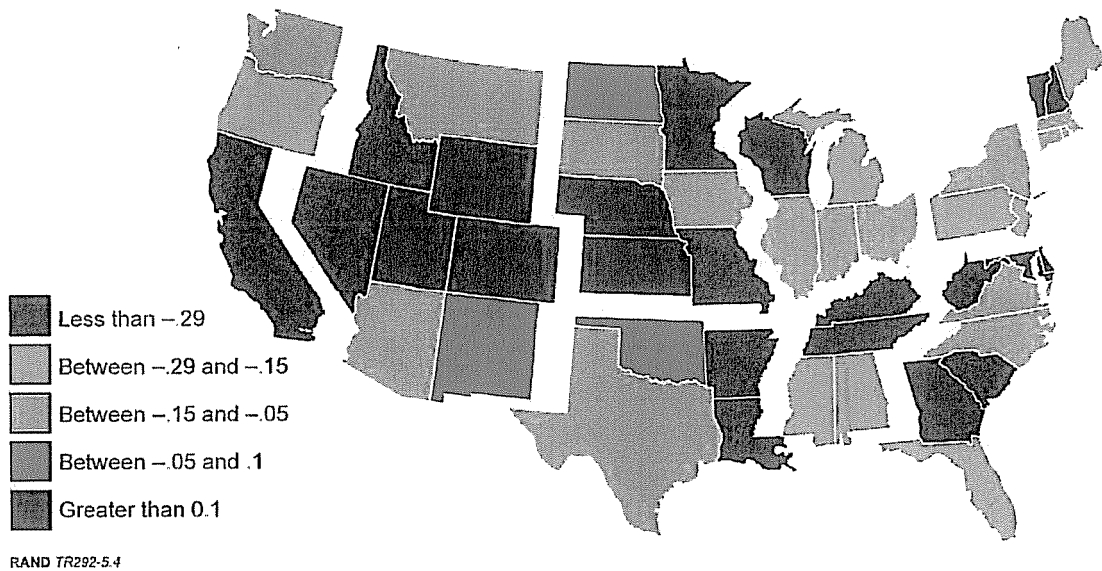 Less than –.29
Between –.29 and –.15
Between –.15 and –.05
Between –.05 and .1
Greater than 0.1
RAND TR292-5.4